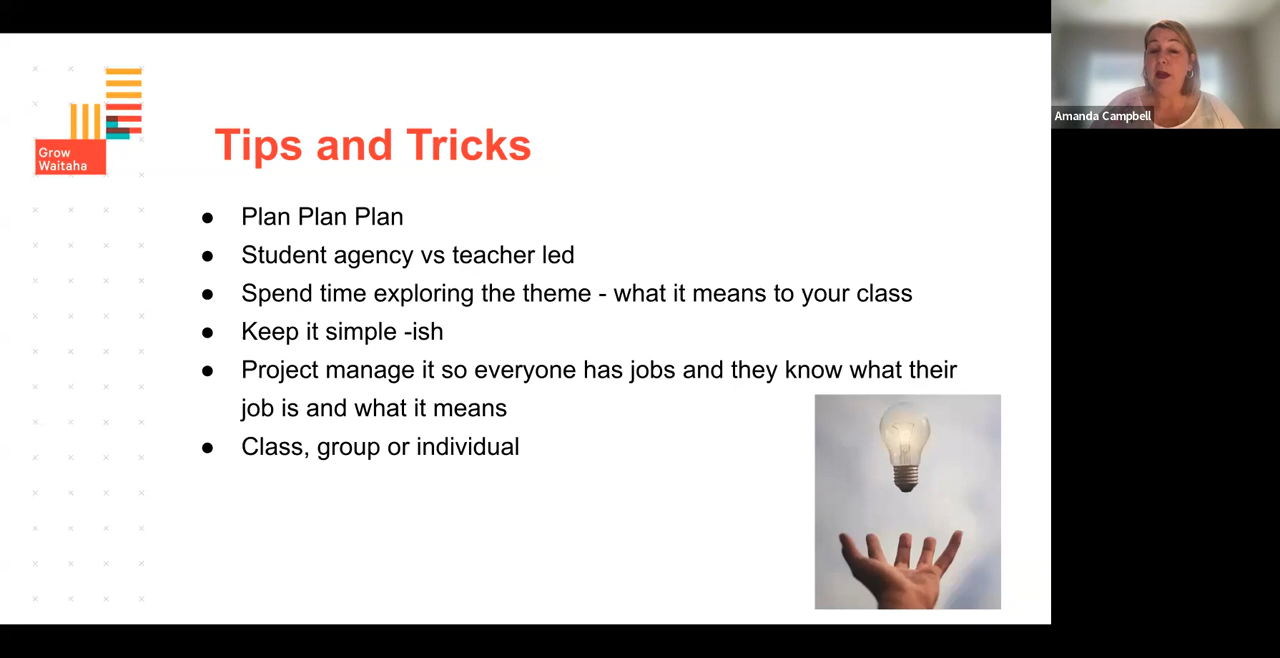 Grow
Waitaha
Tips and Tricks
● Plan Plan Plan
● Student agency vs teacher led
● Spend time exploring the theme - what it means to your class
● Keep it simple -ish
● Project manage it so everyone has jobs and they know what their
job is and what it means
● Class, group or individual
Amanda Campbell